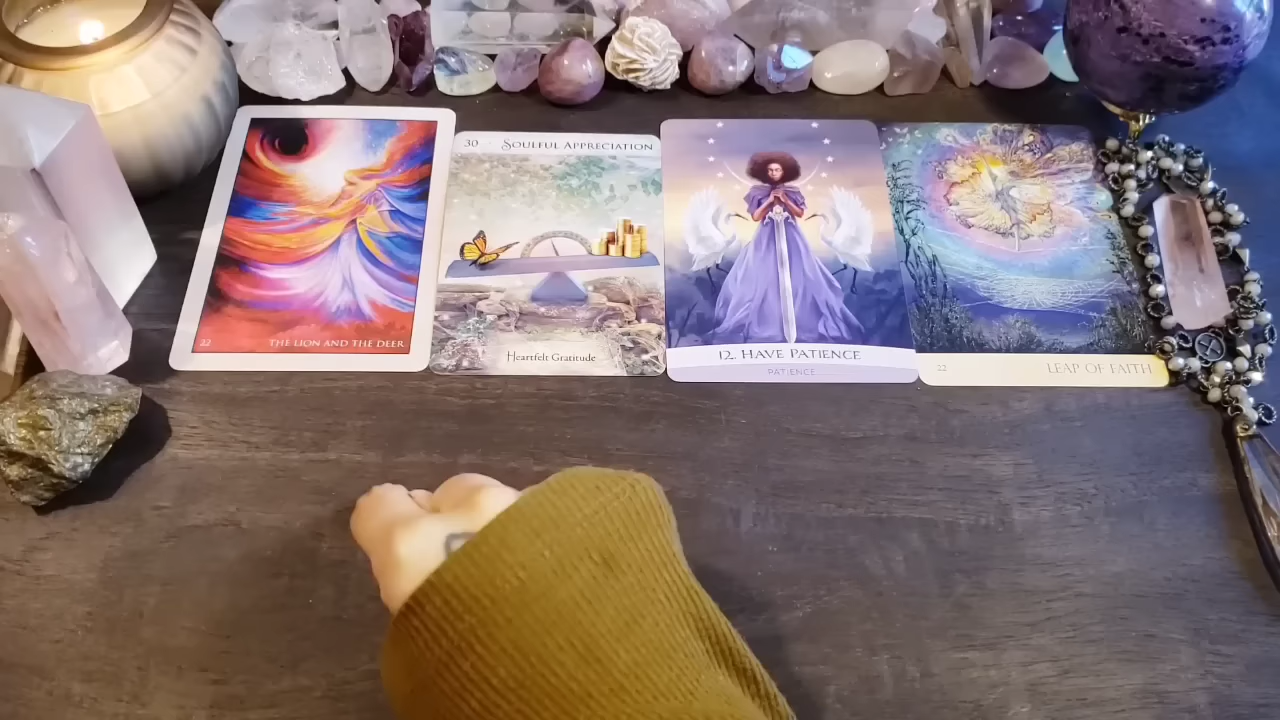 22 THE LION AND THE DEER
30 SOULFUL APPRECIATION
Heartfelt Gratitude
12. HAVE PATIENCE
PATIENCE
22 LEAP OF FAITH